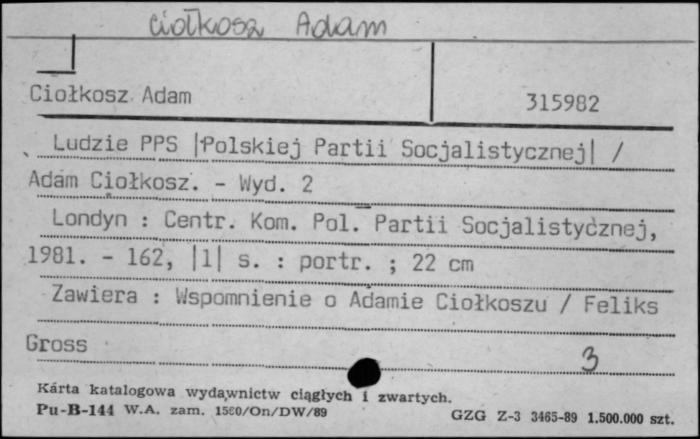 Ciołkosz Adam
Ciołkosz Adam
315982
Ludzie PPS |Polskiej Partii Socjalistycznej| /
Adam Ciołkosz. - Wyd. 2
Londyn : Centr. Kom. Pol. Partii Socjalistycznej,
1981. - 162, |1| s. : portr. ; 22 cm
Zawiera : Wspomnienie o Adamie Ciołkoszu / Feliks
Gross
3
Karta katalogowa wydawnictw ciągłych i zwartych.
Pu-B-144 W.A. zam. 1580/On/DW/89
GZG Z-3 3465-89 1.500.000 szt.